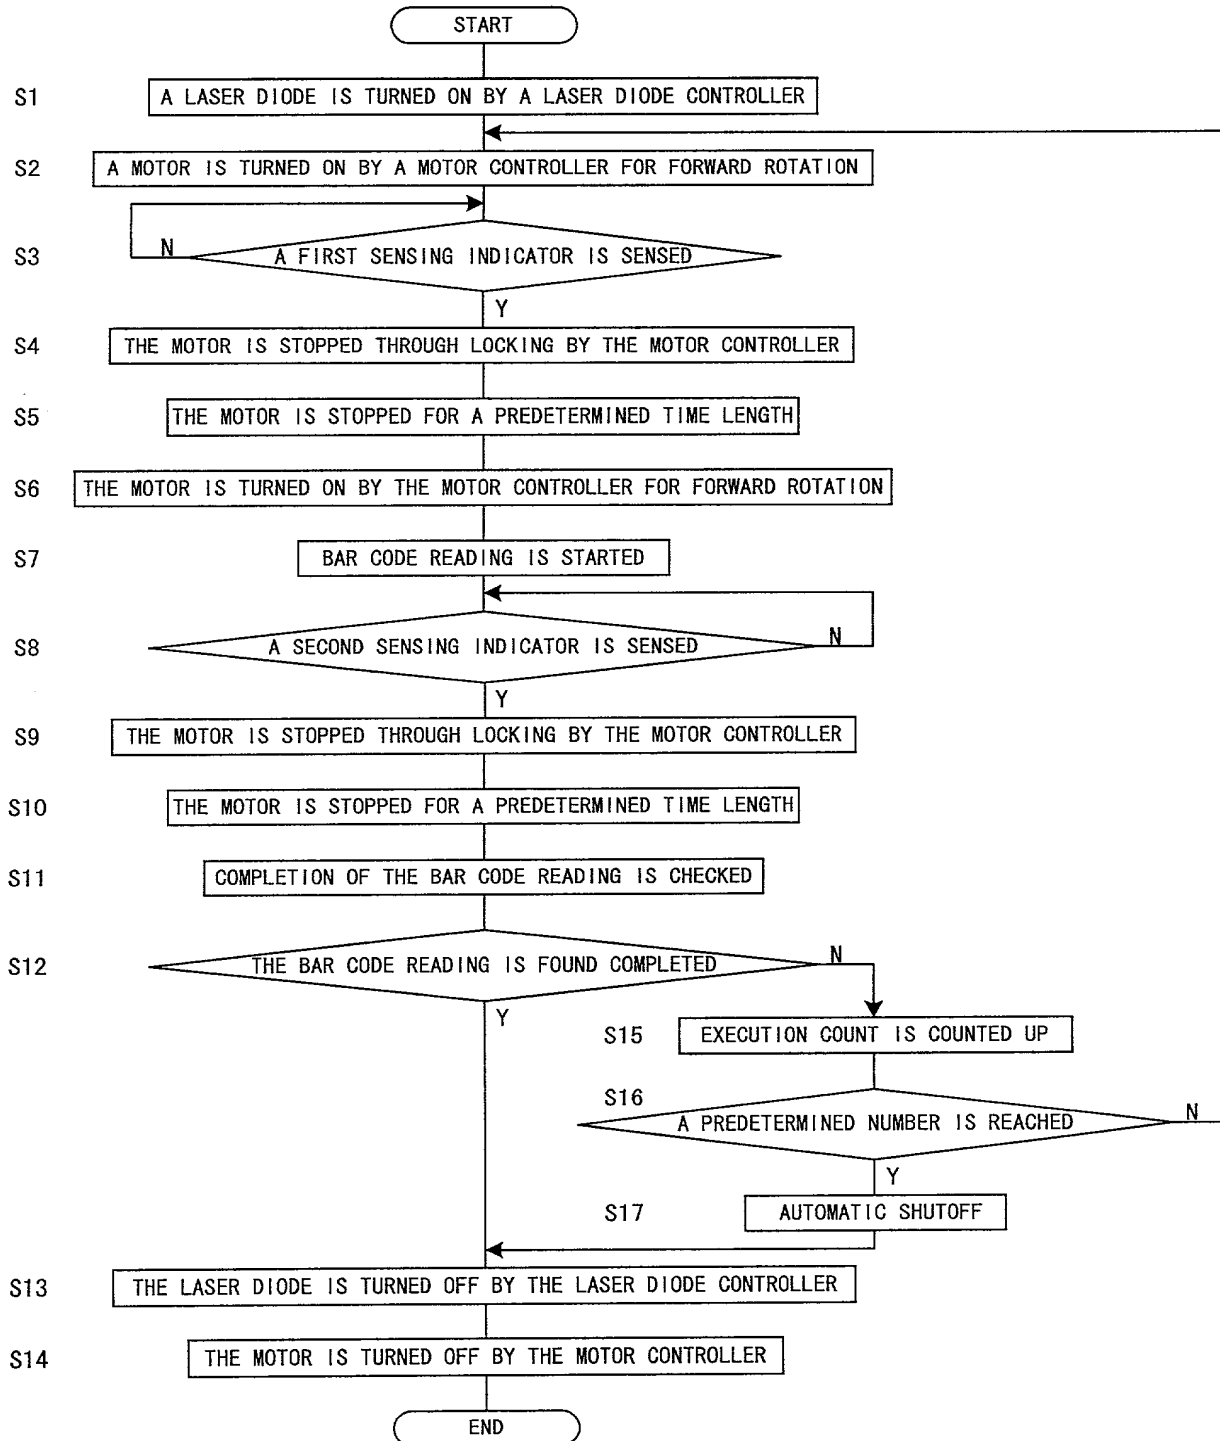 START
S1 A LASER DIODE IS TURNED ON BY A LASER DIODE CONTROLLER
S2 A MOTOR IS TURNED ON BY A MOTOR CONTROLLER FOR FORWARD ROTATION
N
S3 A FIRST SENSING INDICATOR IS SENSED
Y
S4 THE MOTOR IS STOPPED THROUGH LOCKING BY THE MOTOR CONTROLLER
S5 THE MOTOR IS STOPPED FOR A PREDETERMINED TIME LENGTH
S6 THE MOTOR IS TURNED ON BY THE MOTOR CONTROLLER FOR FORWARD ROTATION
S7 BAR CODE READING IS STARTED
S8 A SECOND SENSING INDICATOR IS SENSED N
Y
S9 THE MOTOR IS STOPPED THROUGH LOCKING BY THE MOTOR CONTROLLER
S10 THE MOTOR IS STOPPED FOR A PREDETERMINED TIME LENGTH
S11 COMPLETION OF THE BAR CODE READING IS CHECKED
S12 THE BAR CODE READING IS FOUND COMPLETED N
Y
S15 EXECUTION COUNT IS COUNTED UP
S16
A PREDETERMINED NUMBER IS REACHED N
Y
S17 AUTOMATIC SHUTOFF
S13 THE LASER DIODE IS TURNED OFF BY THE LASER DIODE CONTROLLER
S14 THE MOTOR IS TURNED OFF BY THE MOTOR CONTROLLER
END